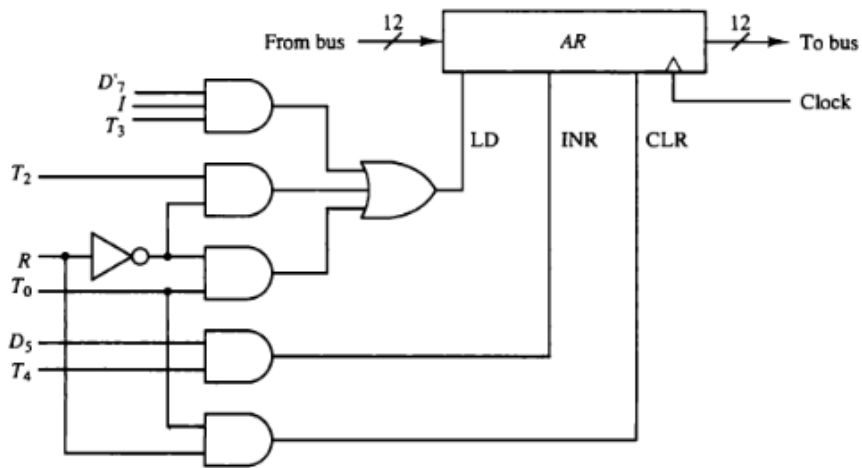 From bus
12
AR
12
To bus
Clock
LD
INR
CLR
D'₇
I
T₃
T₂
R
T₀
D₅
T₄